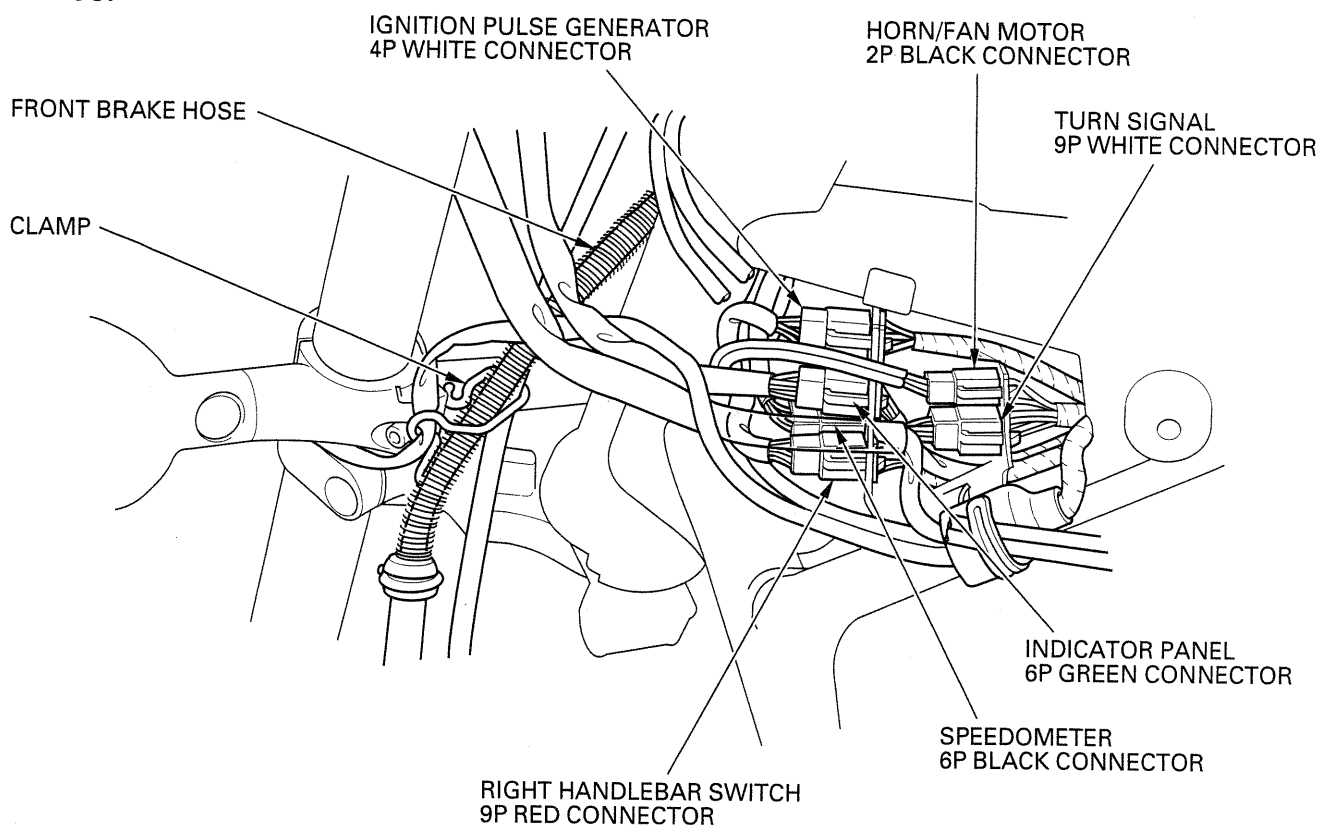 IGNITION PULSE GENERATOR
4P WHITE CONNECTOR
HORN/FAN MOTOR
2P BLACK CONNECTOR
FRONT BRAKE HOSE
TURN SIGNAL
9P WHITE CONNECTOR
CLAMP
INDICATOR PANEL
6P GREEN CONNECTOR
SPEEDOMETER
6P BLACK CONNECTOR
RIGHT HANDLEBAR SWITCH
9P RED CONNECTOR